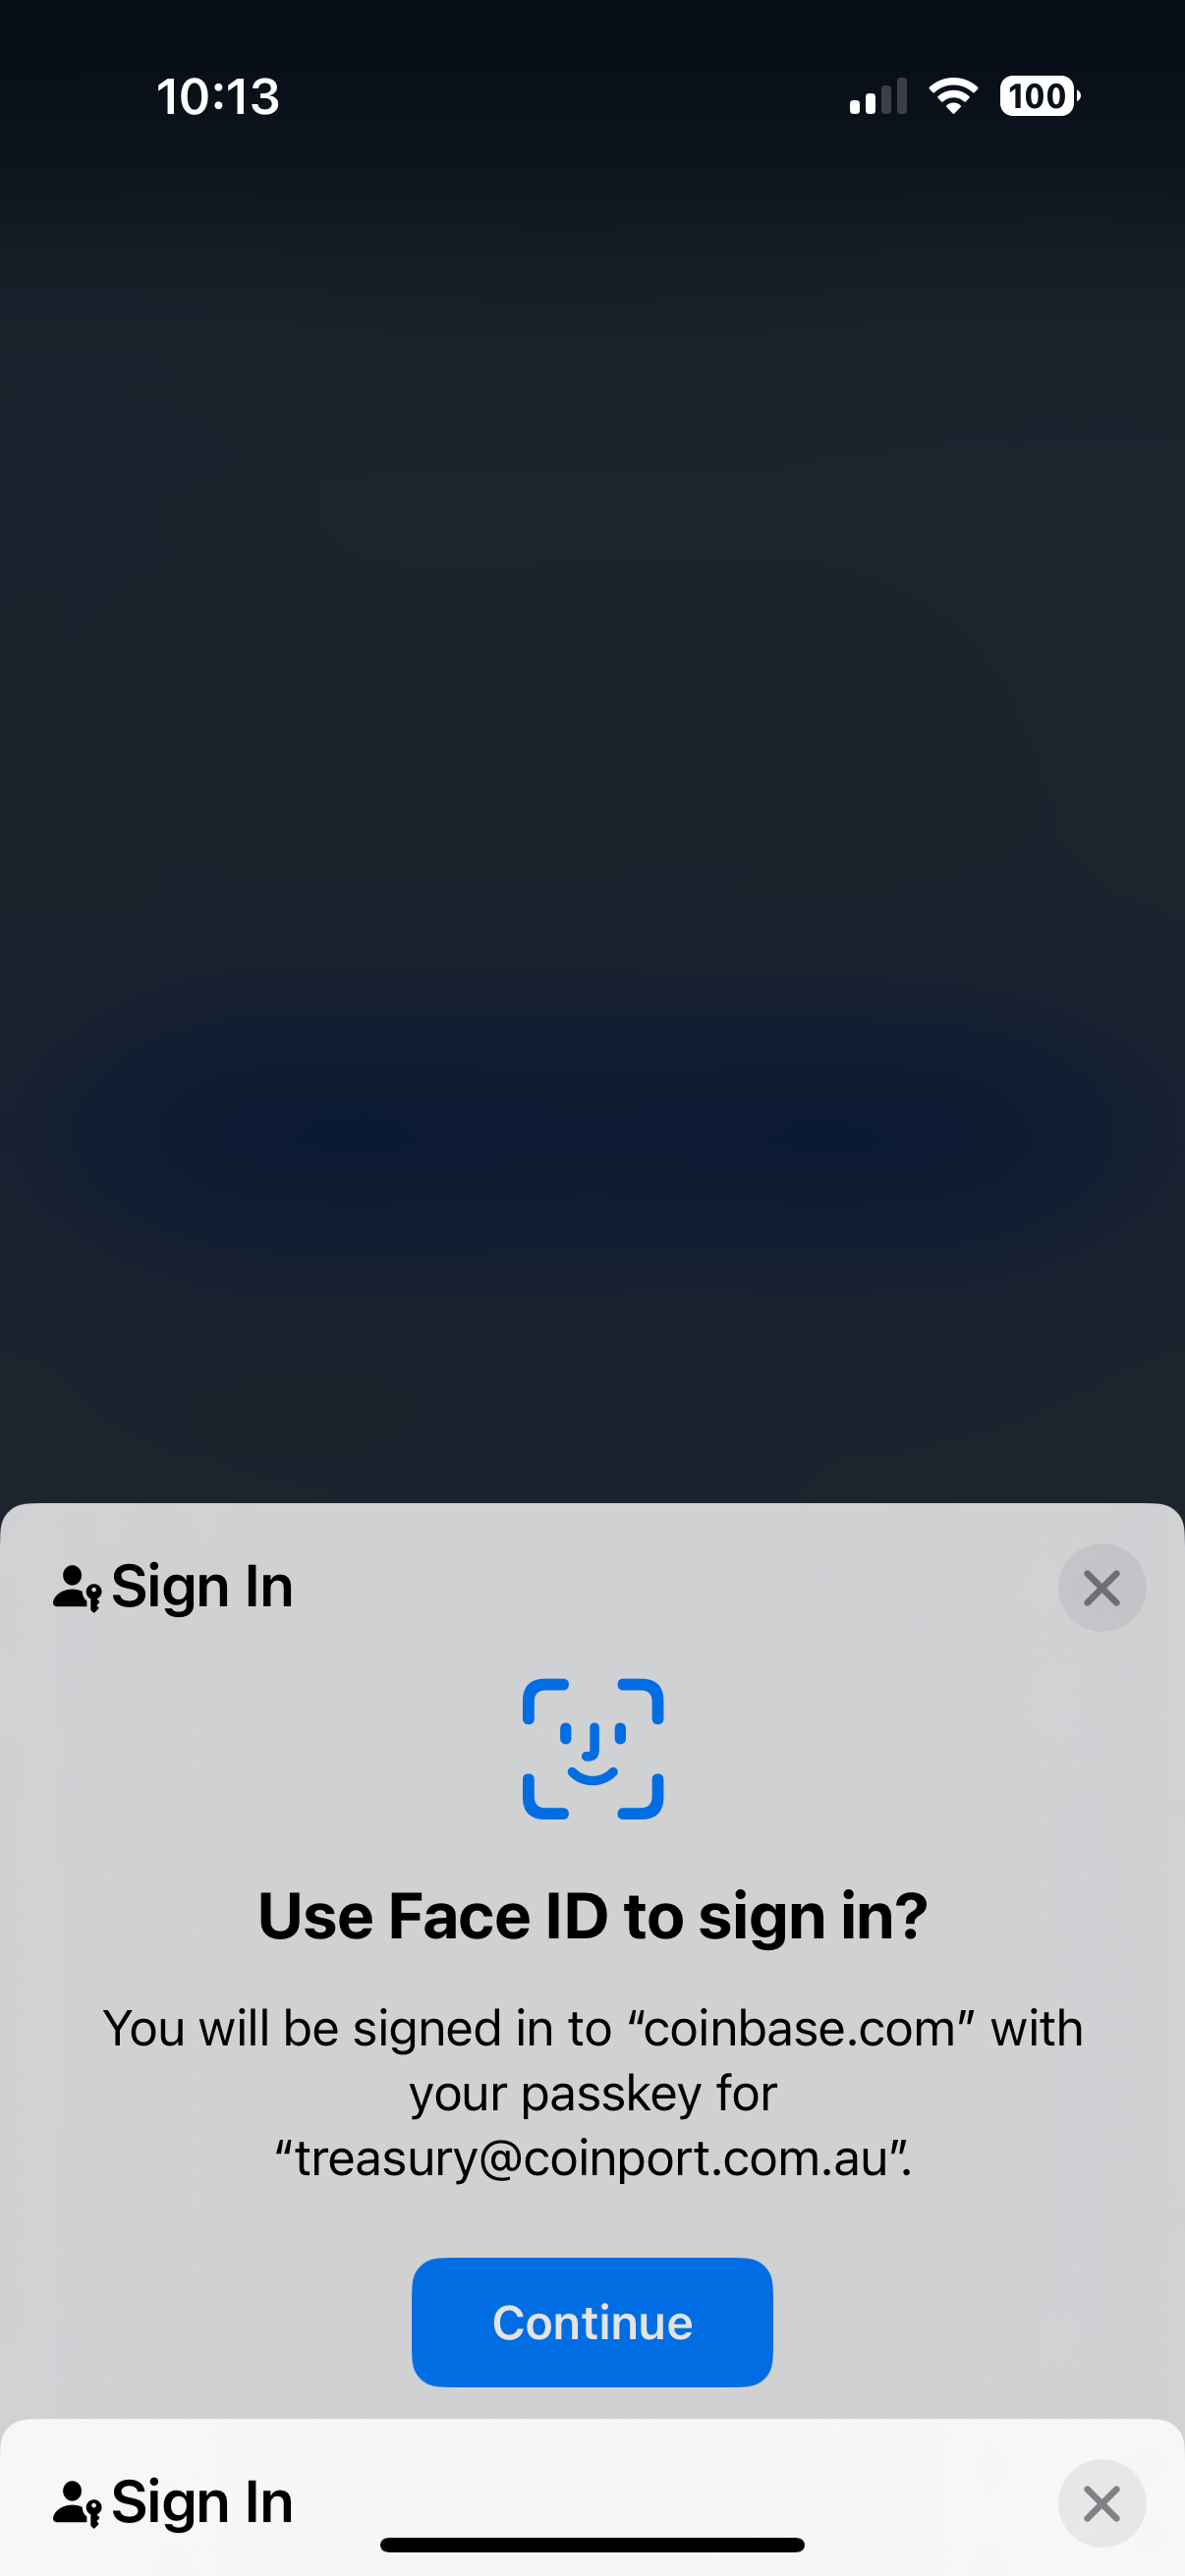 10:13
100
Sign In
Use Face ID to sign in?
You will be signed in to “coinbase.com” with
your passkey for
“treasury@coinport.com.au”.
Continue
Sign In